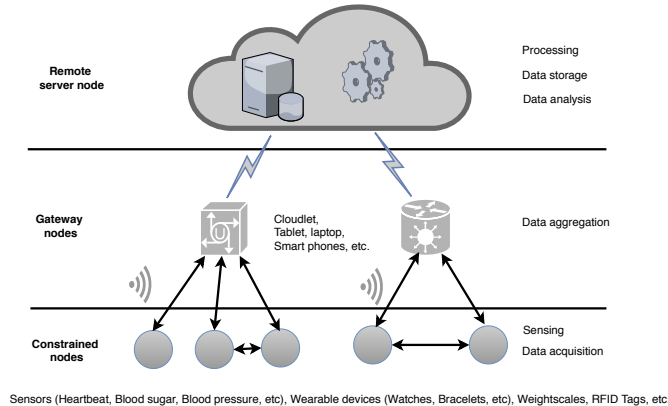 Remote
server node
Processing
Data storage
Data analysis
Gateway
nodes
Cloudlet,
Tablet, laptop,
Smart phones, etc.
U
Data aggregation
Constrained
nodes
Sensing
Data acquisition
Sensors (Heartbeat, Blood sugar, Blood pressure, etc), Wearable devices (Watches, Bracelets, etc), Weightscales, RFID Tags, etc